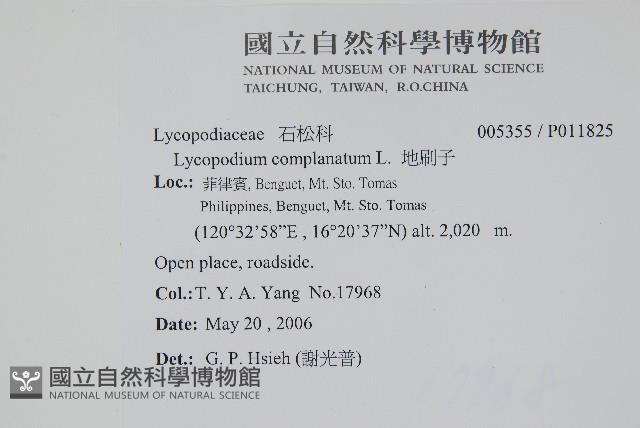 國立自然科學博物館
NATIONAL MUSEUM OF NATURAL SCIENCE
TAICHUNG, TAIWAN, R.O.CHINA
Lycopodiaceae 石松科 005355 / P011825
Lycopodium complanatum L. 地刷子
Loc.: 菲律賓, Benguet, Mt. Sto. Tomas
Philippines, Benguet, Mt. Sto. Tomas
(120°32'58”E , 16°20'37”N) alt. 2,020 m.
Open place, roadside.
Col.: T. Y. A. Yang No.17968
Date: May 20 , 2006
Det.: G. P. Hsieh (謝光普)
國立自然科學博物館
NATIONAL MUSEUM OF NATURAL SCIENCE